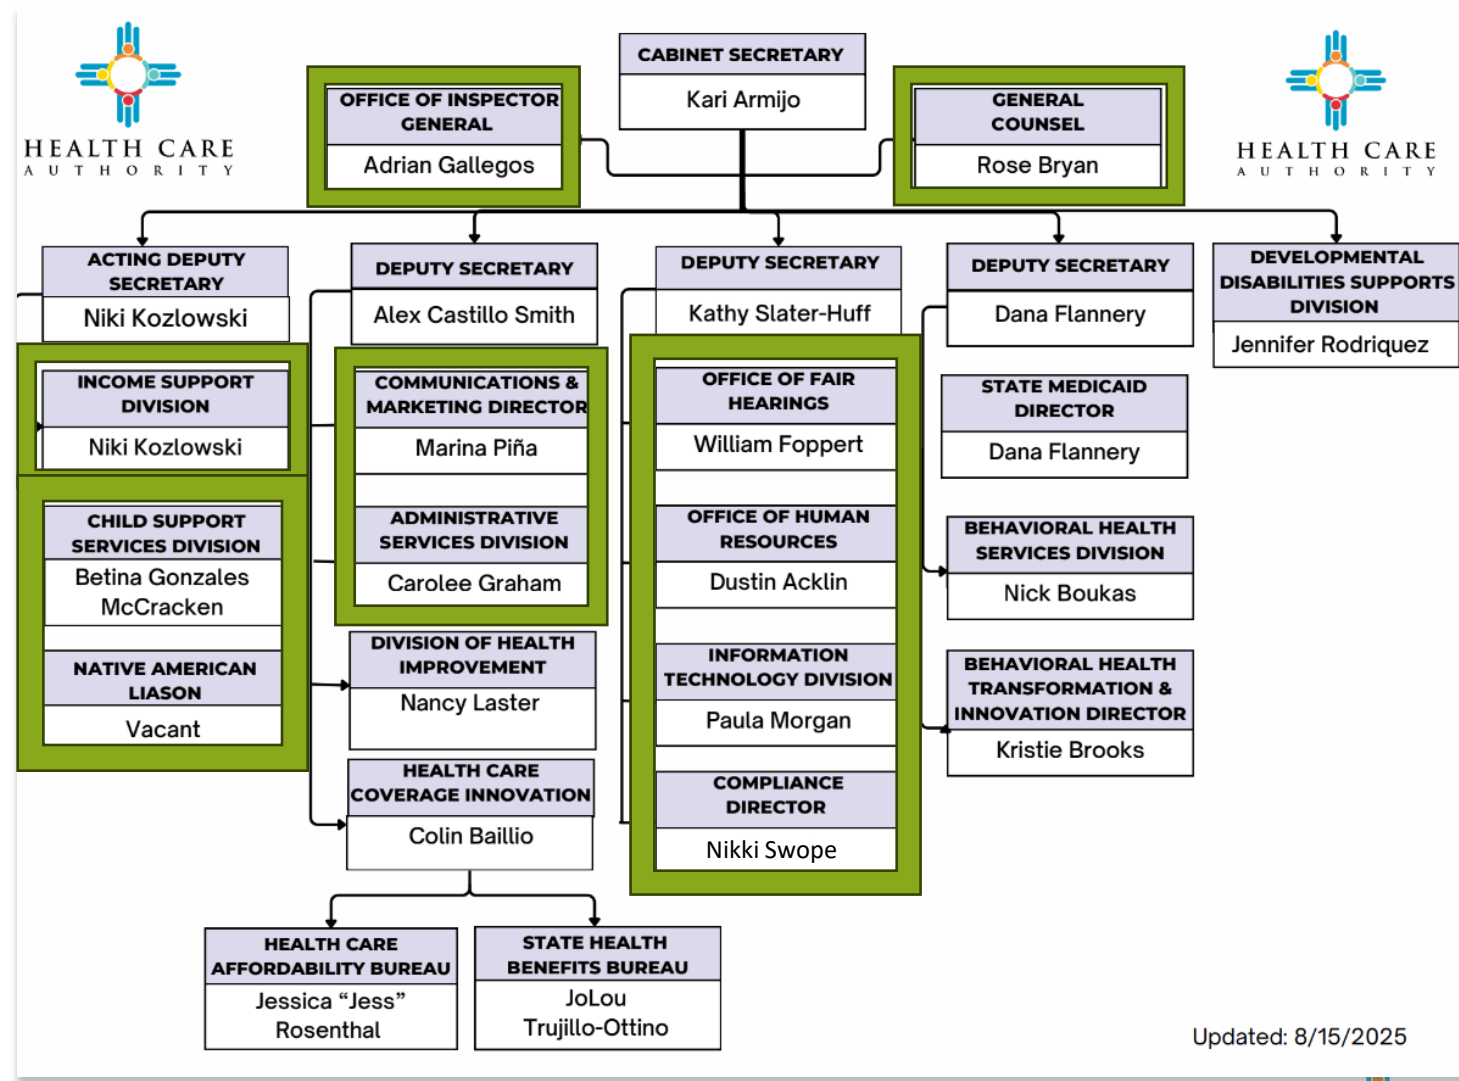 HEALTH CARE
AUTHORITY
CABINET SECRETARY
Kari Armijo
OFFICE OF INSPECTOR
GENERAL
Adrian Gallegos
GENERAL
COUNSEL
Rose Bryan
HEALTH CARE
AUTHORITY
ACTING DEPUTY
SECRETARY
Niki Kozlowski
INCOME SUPPORT
DIVISION
Niki Kozlowski
CHILD SUPPORT
SERVICES DIVISION
Betina Gonzales
McCracken
NATIVE AMERICAN
LIASON
Vacant
DEPUTY SECRETARY
Alex Castillo Smith
COMMUNICATIONS &
MARKETING DIRECTOR
Marina Piña
ADMINISTRATIVE
SERVICES DIVISION
Carolee Graham
DIVISION OF HEALTH
IMPROVEMENT
Nancy Laster
HEALTH CARE
COVERAGE INNOVATION
Colin Baillio
HEALTH CARE
AFFORDABILITY BUREAU
Jessica “Jess”
Rosenthal
STATE HEALTH
BENEFITS BUREAU
JoLou
Trujillo-Ottino
DEPUTY SECRETARY
Kathy Slater-Huff
OFFICE OF FAIR
HEARINGS
William Foppert
OFFICE OF HUMAN
RESOURCES
Dustin Acklin
INFORMATION
TECHNOLOGY DIVISION
Paula Morgan
COMPLIANCE
DIRECTOR
Nikki Swope
DEPUTY SECRETARY
Dana Flannery
STATE MEDICAID
DIRECTOR
Dana Flannery
BEHAVIORAL HEALTH
SERVICES DIVISION
Nick Boukas
BEHAVIORAL HEALTH
TRANSFORMATION &
INNOVATION DIRECTOR
Kristie Brooks
DEVELOPMENTAL
DISABILITIES SUPPORTS
DIVISION
Jennifer Rodriquez
Updated: 8/15/2025